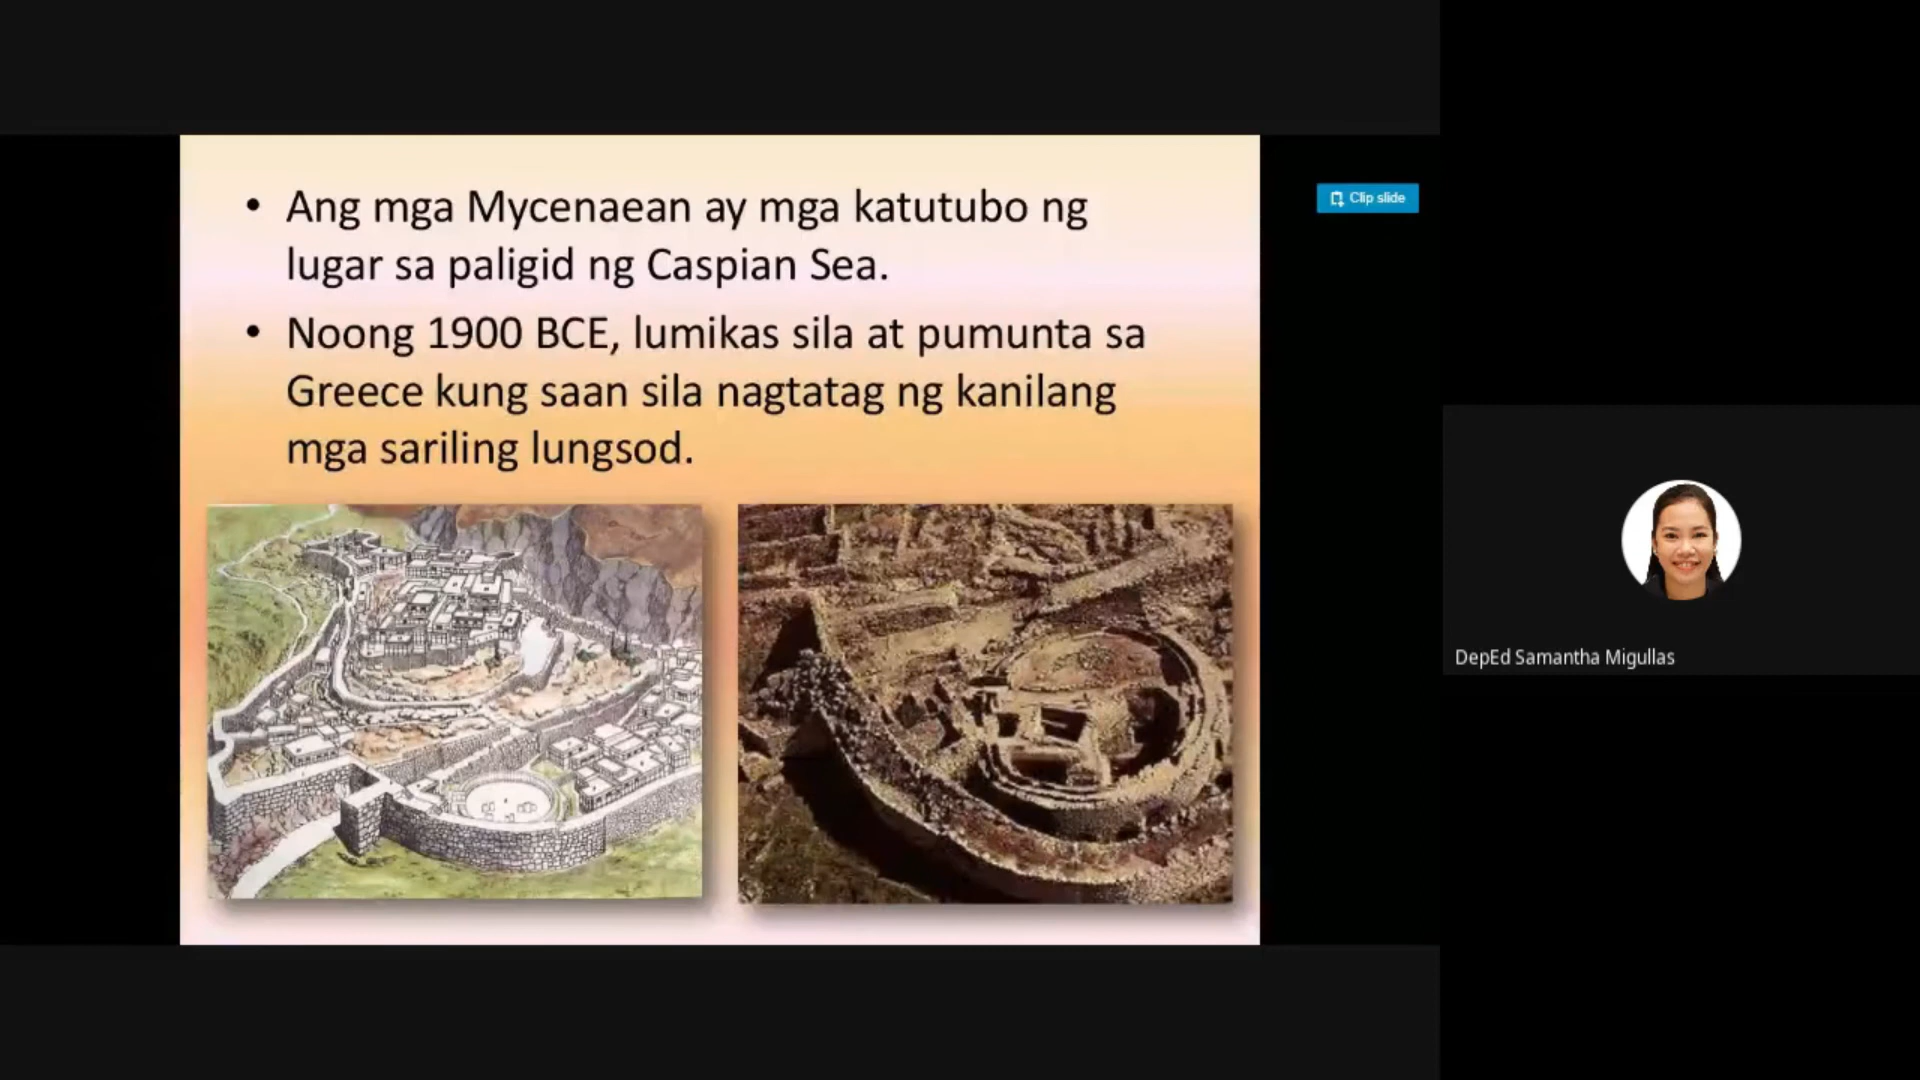 • Ang mga Mycenaean ay mga katutubo ng
lugar sa paligid ng Caspian Sea.
• Noong 1900 BCE, lumikas sila at pumunta sa
Greece kung saan sila nagtatag ng kanilang
mga sariling lungsod.
Clip slide
DepEd Samantha Migullas